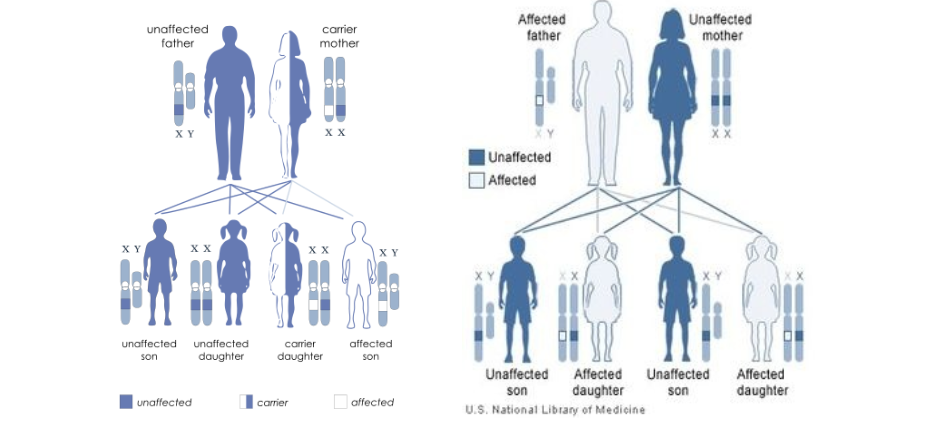 unaffected
father
carrier
mother
X Y
X X
X Y
X X
X X
X Y
unaffected
son
unaffected
daughter
carrier
daughter
affected
son
unaffected
carrier
affected
Affected
father
Unaffected
mother
X Y
X X
Unaffected
Affected
X Y
X X
X Y
X X
Unaffected
son
Affected
daughter
Unaffected
son
Affected
daughter
U.S. National Library of Medicine